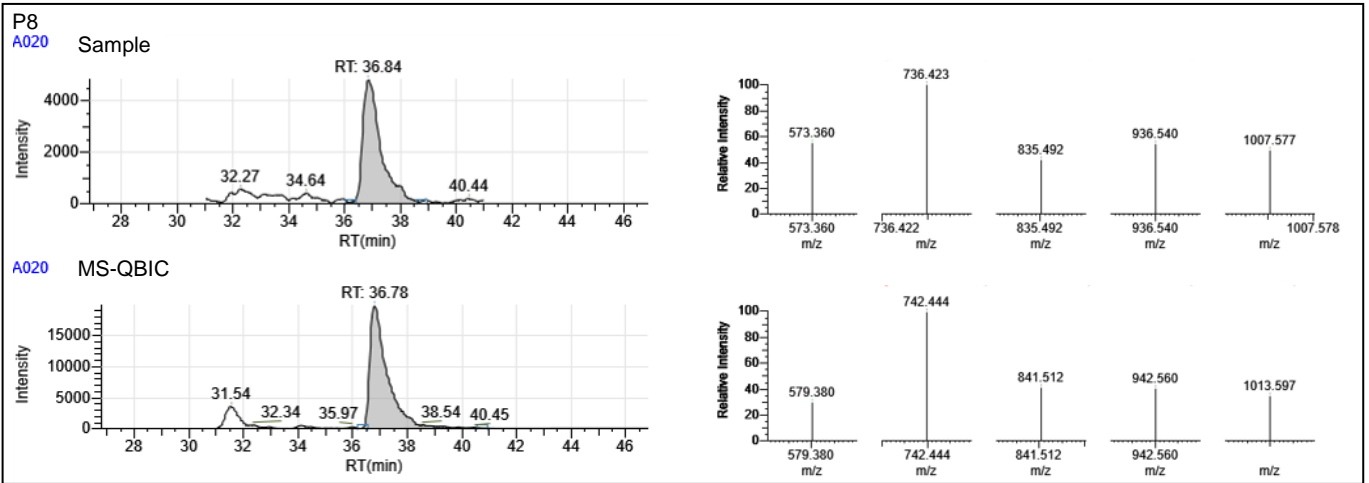 P8
A020 Sample
RT: 36.84
4000
2000
0
Intensity
32.27
34.64
40.44
28 30 32 34 36 38 40 42 44 46
RT(min)
Relative Intensity
100
80
60
40
20
0
573.360
736.423
835.492
936.540
1007.577
573.360 736.422 835.492 936.540 1007.578
m/z m/z m/z m/z m/z
A020 MS-QBIC
RT: 36.78
15000
10000
5000
0
Intensity
31.54
32.34
35.97
38.54
40.45
28 30 32 34 36 38 40 42 44 46
RT(min)
Relative Intensity
100
80
60
40
20
0
579.380
742.444
841.512
942.560
1013.597
579.380 742.444 841.512 942.560
m/z m/z m/z m/z m/z